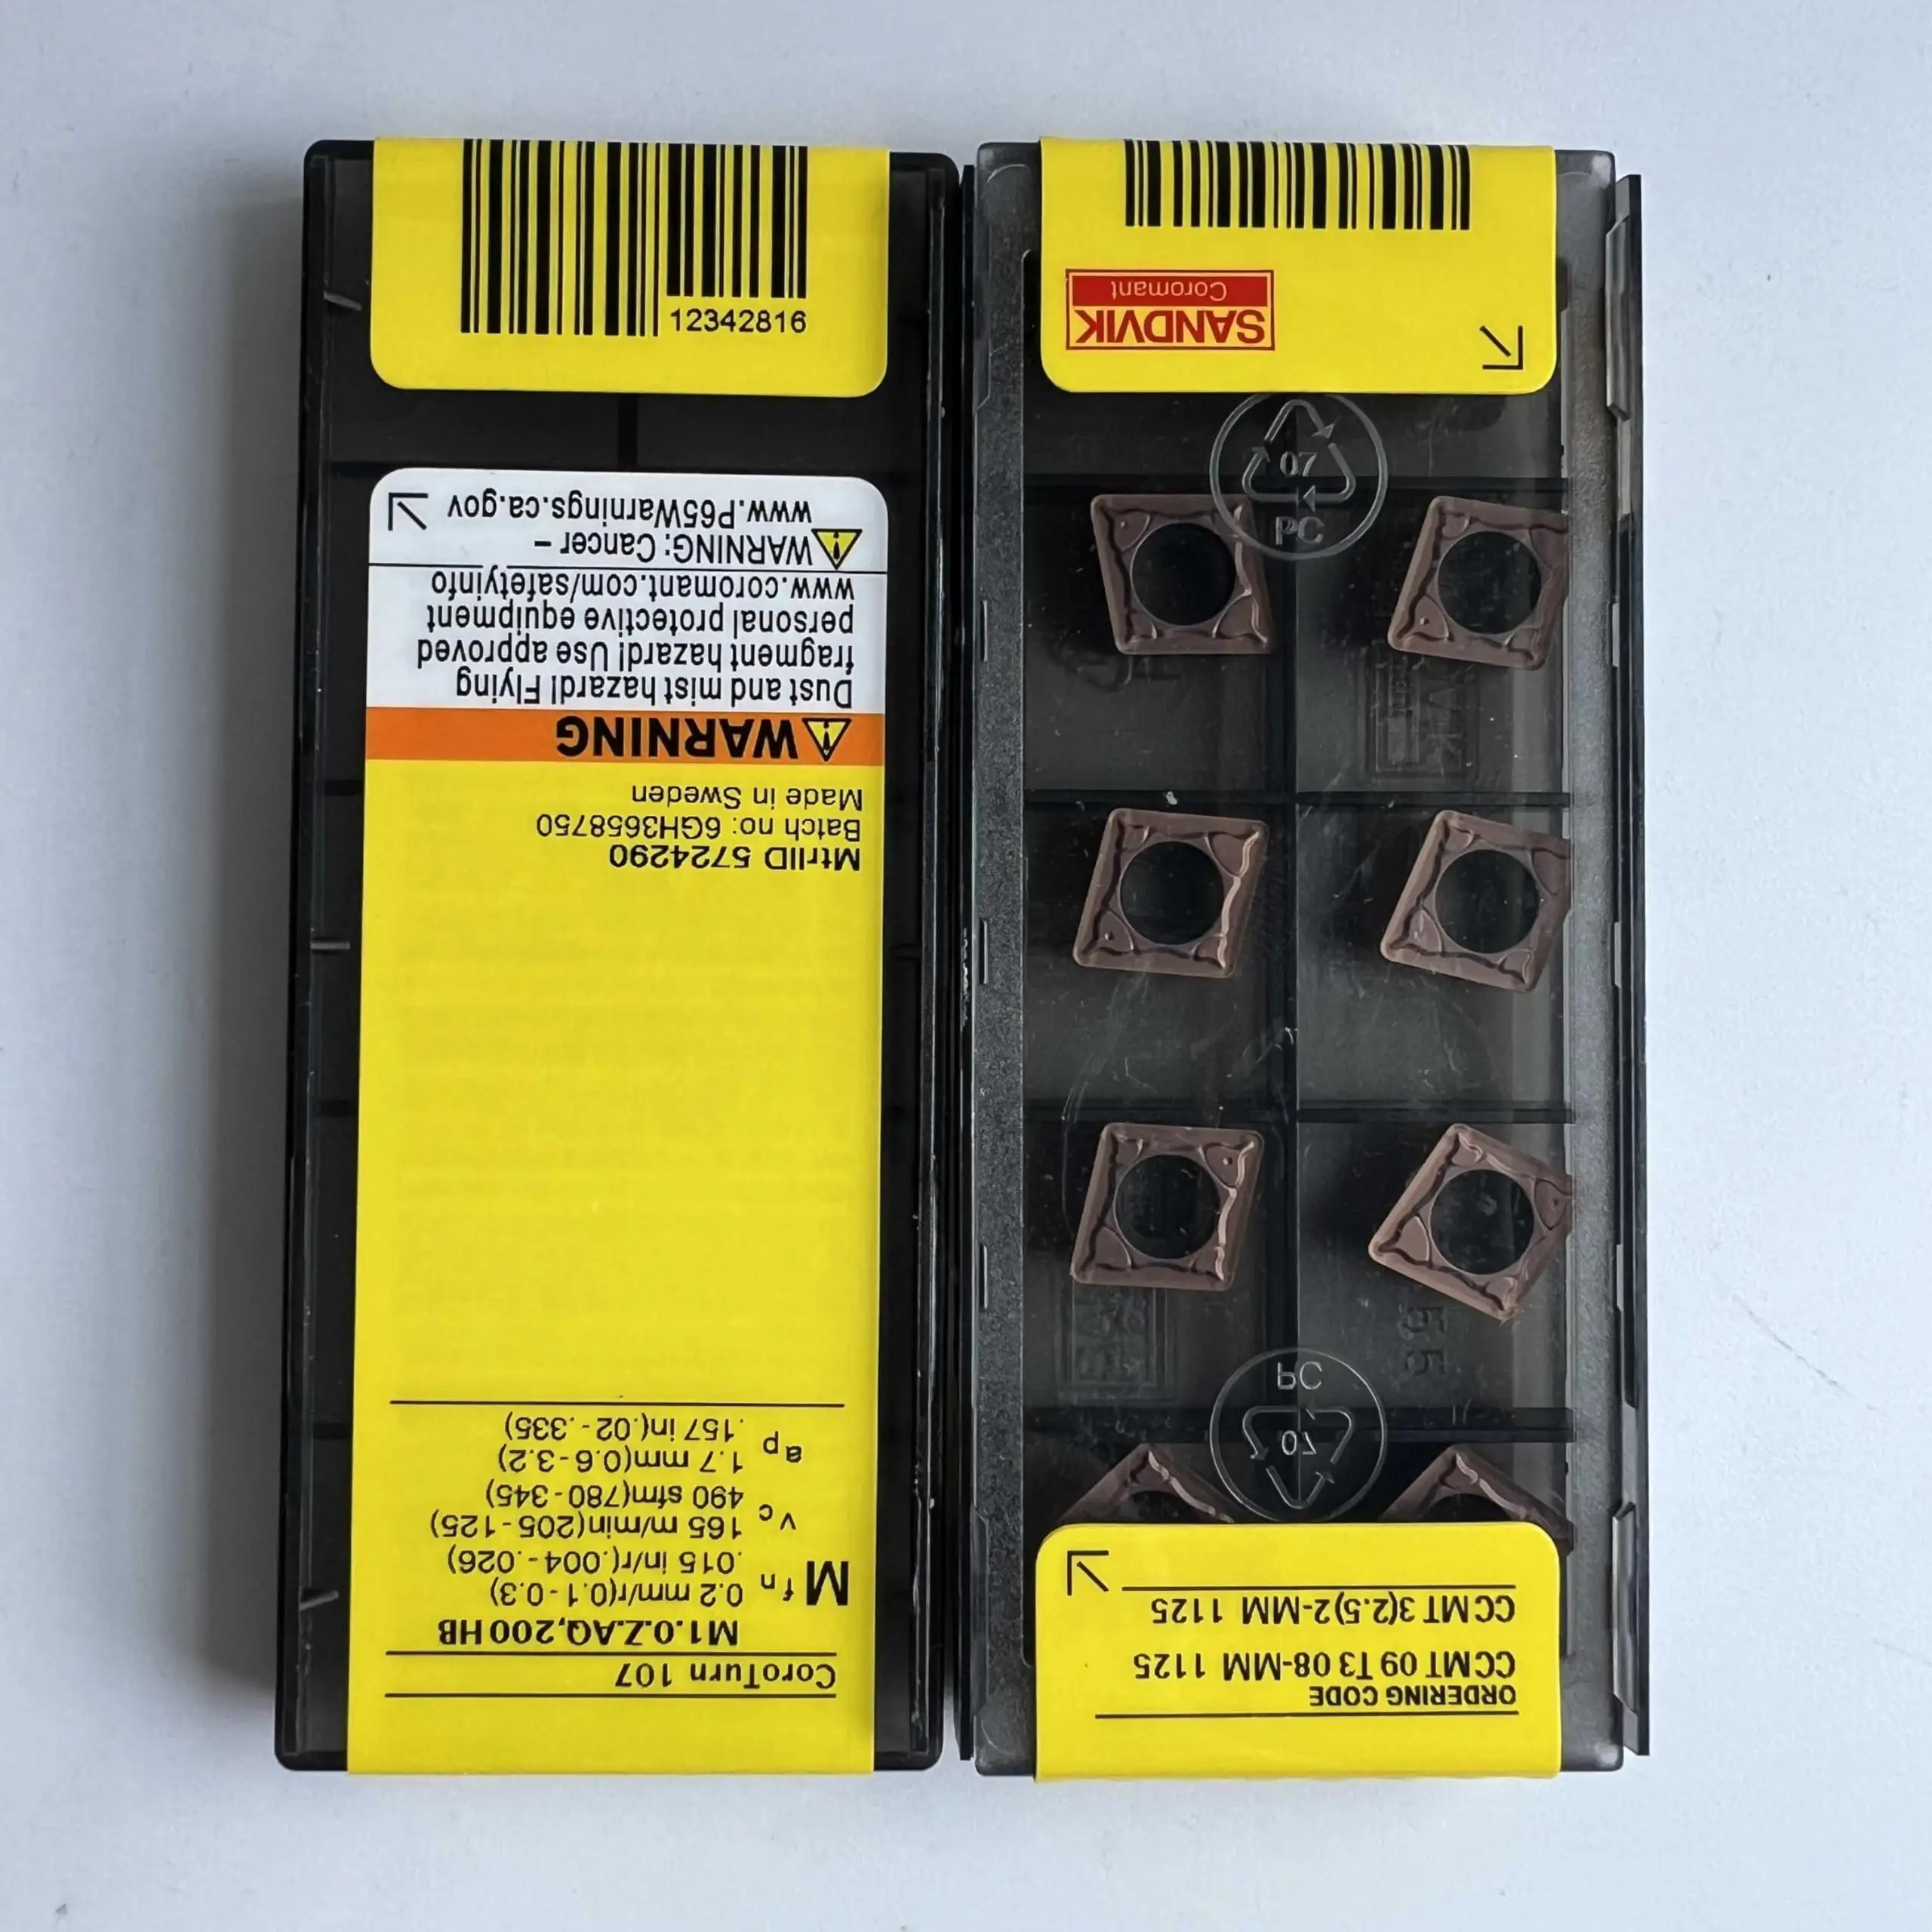 12342816
CoroTurn 107
M1.0.Z.AQ,200 HB
M fn 0.2 mm/r(0.1-0.3)
.015 in/r(.004-.026)
vc 165 m/min(205-125)
490 sfm(780-345)
ap 1.7 mm(0.6-3.2)
.157 in(.02-.335)
MtrlID 5724290
Batch no: 6GH3658750
Made in Sweden
WARNING
Dust and mist hazard! Flying
fragment hazard! Use approved
personal protective equipment
www.coromant.com/safetyinfo
WARNING: Cancer –
www.P65Warnings.ca.gov
ORDERING CODE
CCMT 09 T3 08-MM 1125
CCMT 3(2.5)2-MM 1125
07
PC
55
07
PC
SANDVIK
Coromant